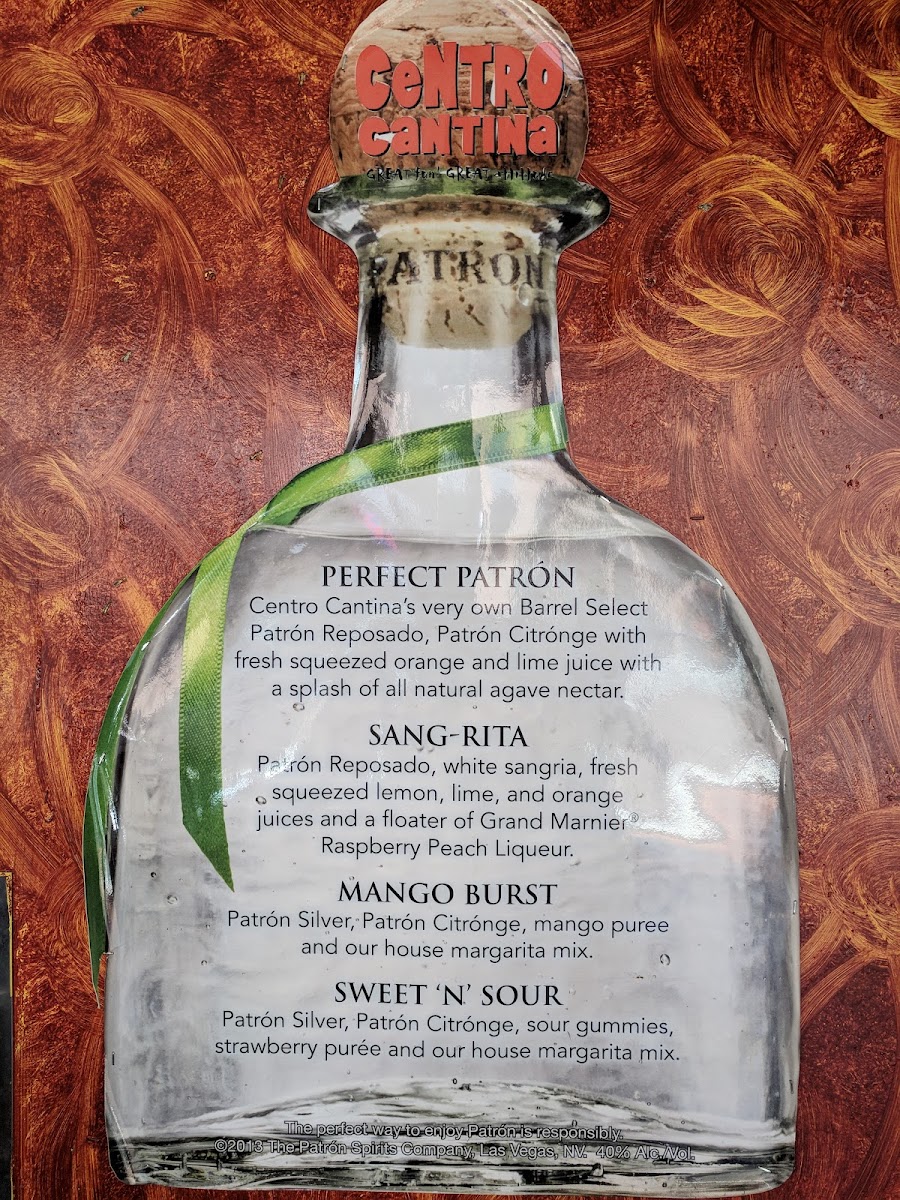 CeNTRO
CaNTiNa
GREAT fun! GREAT attitude
PATRÓN
PERFECT PATRÓN
Centro Cantina's very own Barrel Select
Patrón Reposado, Patrón Citrónge with
fresh squeezed orange and lime juice with
a splash of all natural agave nectar.
SANG-RITA
Patrón Reposado, white sangria, fresh
squeezed lemon, lime, and orange
juices and a floater of Grand Marnier®
Raspberry Peach Liqueur.
MANGO BURST
Patrón Silver, Patrón Citrónge, mango puree
and our house margarita mix.
SWEET 'N' SOUR
Patrón Silver, Patrón Citrónge, sour gummies,
strawberry purée and our house margarita mix.
The perfect way to enjoy Patrón is responsibly.
©2013 The Patrón Spirits Company, Las Vegas, NV. 40% Alc./Vol.